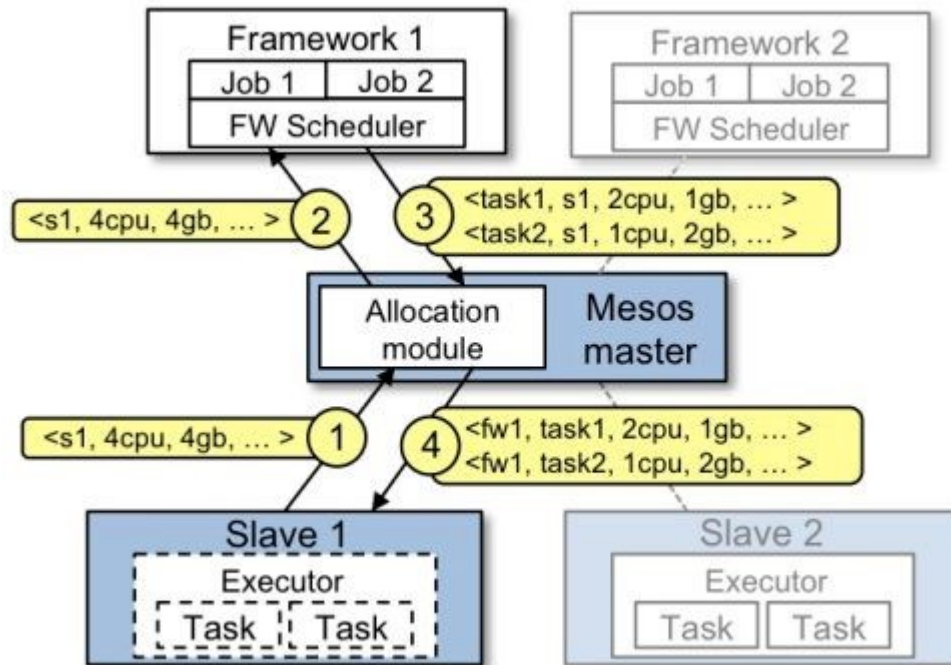 Framework 1
Job 1 Job 2
FW Scheduler
Framework 2
Job 1 Job 2
FW Scheduler
<s1, 4cpu, 4gb, … >
2
3
<task1, s1, 2cpu, 1gb, … >
<task2, s1, 1cpu, 2gb, … >
Allocation
module
Mesos
master
<s1, 4cpu, 4gb, … >
1
4
<fw1, task1, 2cpu, 1gb, … >
<fw1, task2, 1cpu, 2gb, … >
Slave 1
Executor
Task Task
Slave 2
Executor
Task Task